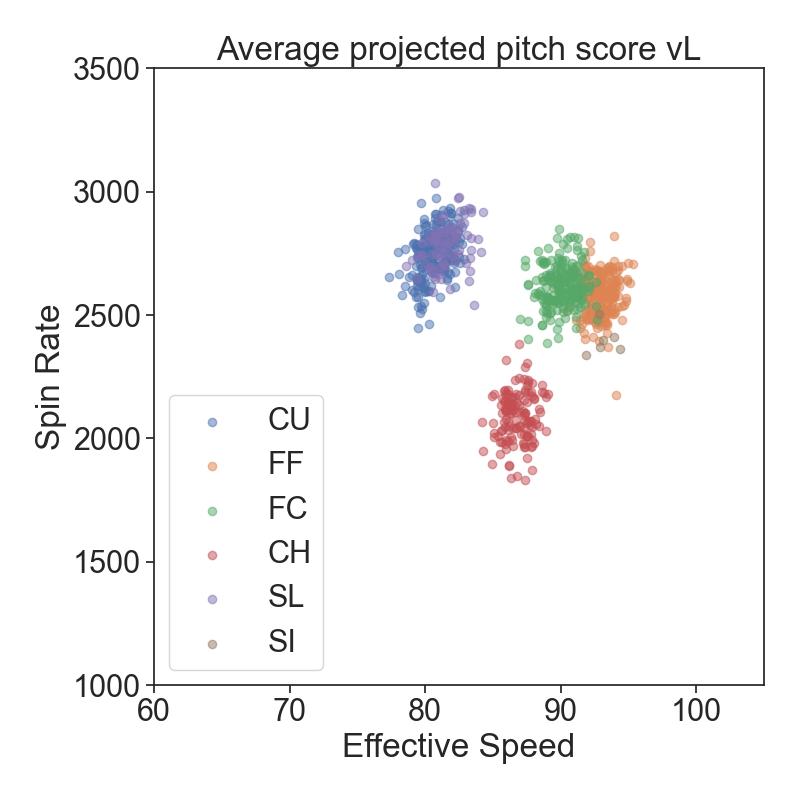 Average projected pitch score vL
3500
3000
2500
2000
1500
1000
Spin Rate
CU
FF
FC
CH
SL
SI
60 70 80 90 100
Effective Speed